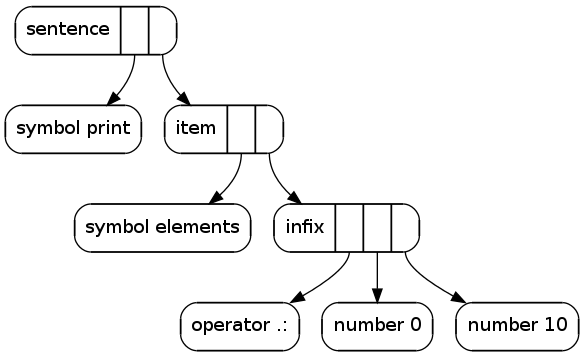 sentence
symbol print
item
symbol elements
infix
operator .:
number 0
number 10